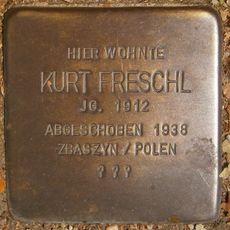 HIER WOHNTE
KURT FRESCHL
JG. 1912
ABGESCHOBEN 1938
ZBASZYN / POLEN
? ? ?